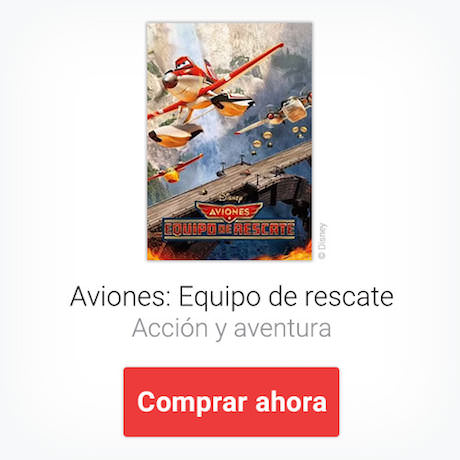 Disney
AVIONES
EQUIPO DE RESCATE
© Disney
Aviones: Equipo de rescate
Acción y aventura
Comprar ahora